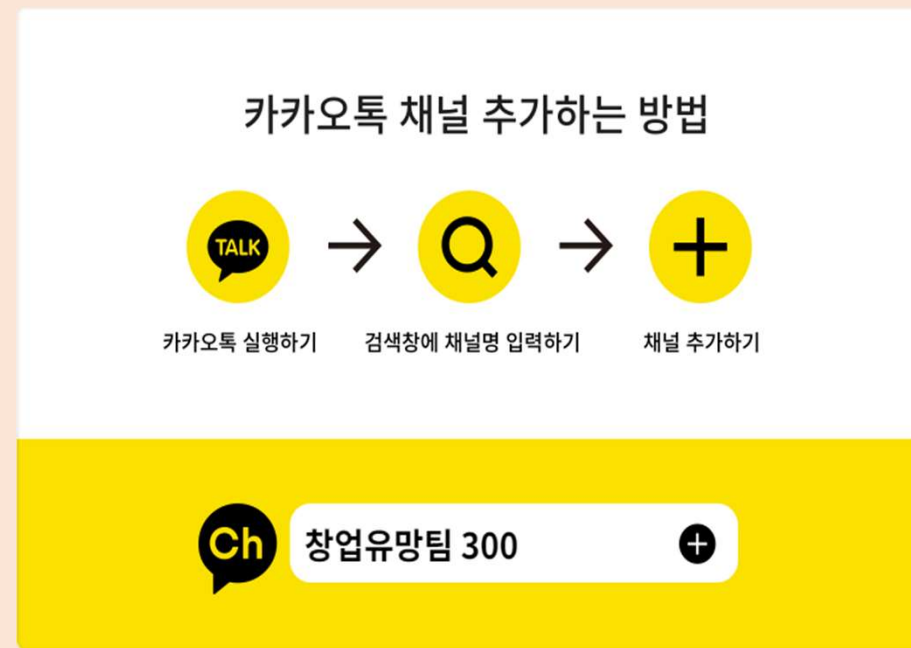 카카오톡 채널 추가하는 방법
TALK
카카오톡 실행하기
검색창에 채널명 입력하기
채널 추가하기
Ch
창업유망팀 300